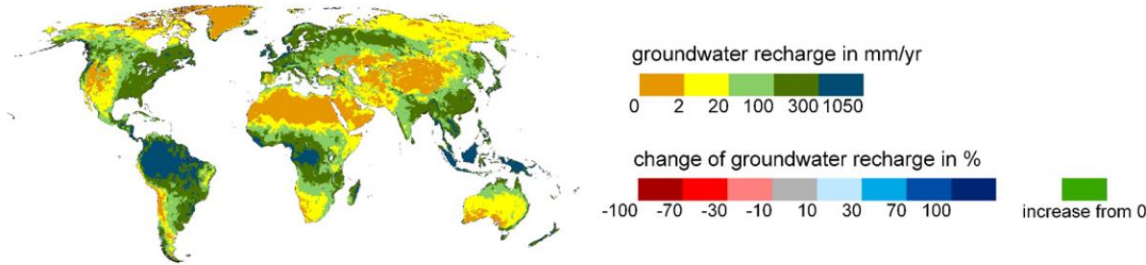 groundwater recharge in mm/yr
0 2 20 100 300 1050
change of groundwater recharge in %
-100 -70 -30 -10 10 30 70 100
increase from 0